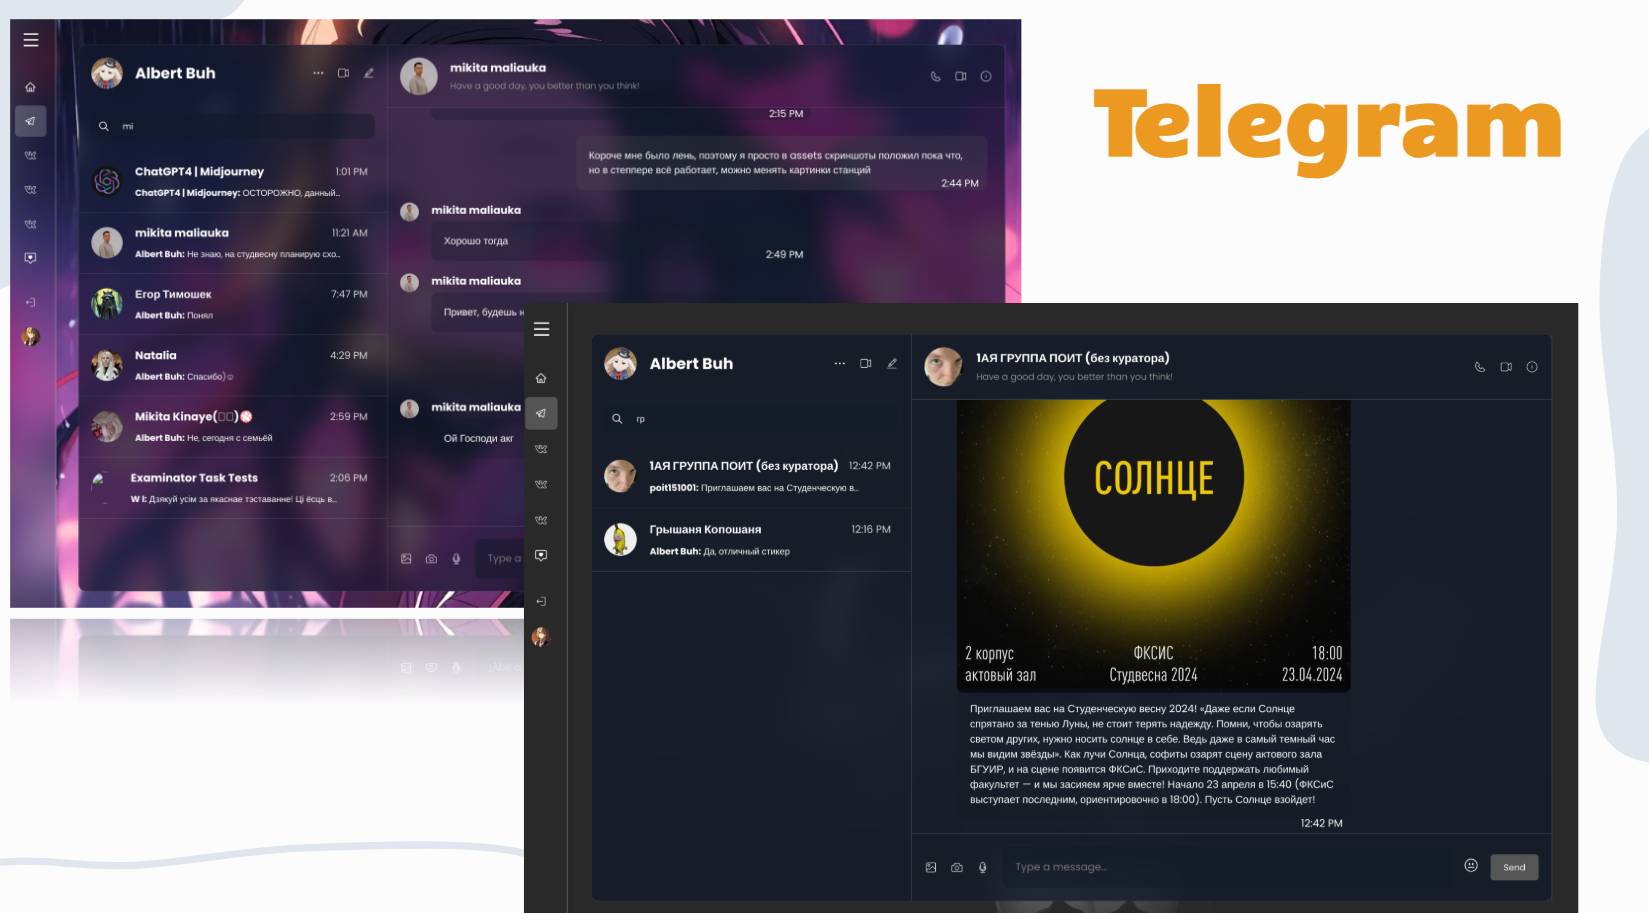 Telegram
Albert Buh
mi
ChatGPT4 | Midjourney 1:01 PM
ChatGPT4 | Midjourney: ОСТОРОЖНО, данный..
mikita maliauka 11:21 AM
Albert Buh: Не знаю, на студвесну планирую схо..
Егор Тимошек 7:47 PM
Albert Buh: Понял
Natalia 4:29 PM
Albert Buh: Спасибо)☺
Mikita Kinaye(▯▯)💮 2:59 PM
Albert Buh: Не, сегодня с семьёй
Examinator Task Tests 2:06 PM
W I: Дзякуй усім за якаснае тэставанне! Ці ёсць в..
mikita maliauka
Have a good day, you better than you think!
2:15 PM
Короче мне было лень, поэтому я просто в assets скриншоты положил пока что,
но в степпере всё работает, можно менять картинки станций
2:44 PM
mikita maliauka
Хорошо тогда
2:49 PM
mikita maliauka
Привет, будешь
mikita maliauka
Ой Господи акг
Type a
Albert Buh
гр
1АЯ ГРУППА ПОИТ (без куратора) 12:42 PM
poit151001: Приглашаем вас на Студенческую в..
Грышаня Копошаня 12:16 PM
Albert Buh: Да, отличный стикер
1АЯ ГРУППА ПОИТ (без куратора)
Have a good day, you better than you think!
СОЛНЦЕ
2 корпус ФКСИС 18:00
актовый зал Студвесна 2024 23.04.2024
Приглашаем вас на Студенческую весну 2024! «Даже если Солнце
спрятано за тенью Луны, не стоит терять надежду. Помни, чтобы озарять
светом других, нужно носить солнце в себе. Ведь даже в самый темный час
мы видим звёзды». Как лучи Солнца, софиты озарят сцену актового зала
БГУИР, и на сцене появится ФКСиС. Приходите поддержать любимый
факультет — и мы засияем ярче вместе! Начало 23 апреля в 15:40 (ФКСиС
выступает последним, ориентировочно в 18:00). Пусть Солнце взойдет!
12:42 PM
Type a message...
Send